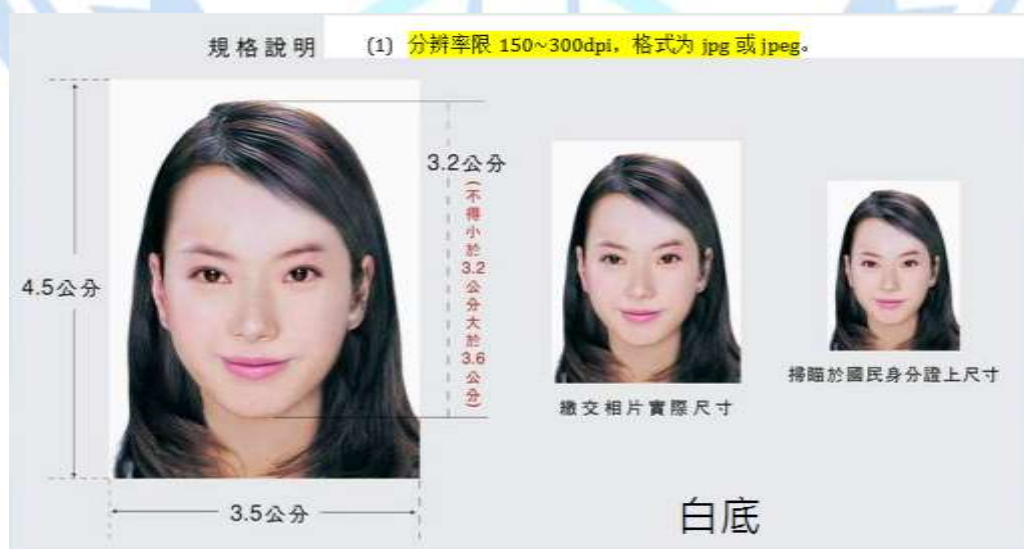 規格說明
(1) 分辨率限 150~300dpi，格式为 jpg 或 jpeg。
3.2公分
(不得小於3.2公分大於3.6公分)
4.5公分
3.5公分
繳交相片實際尺寸
掃瞄於國民身分證上尺寸
白底